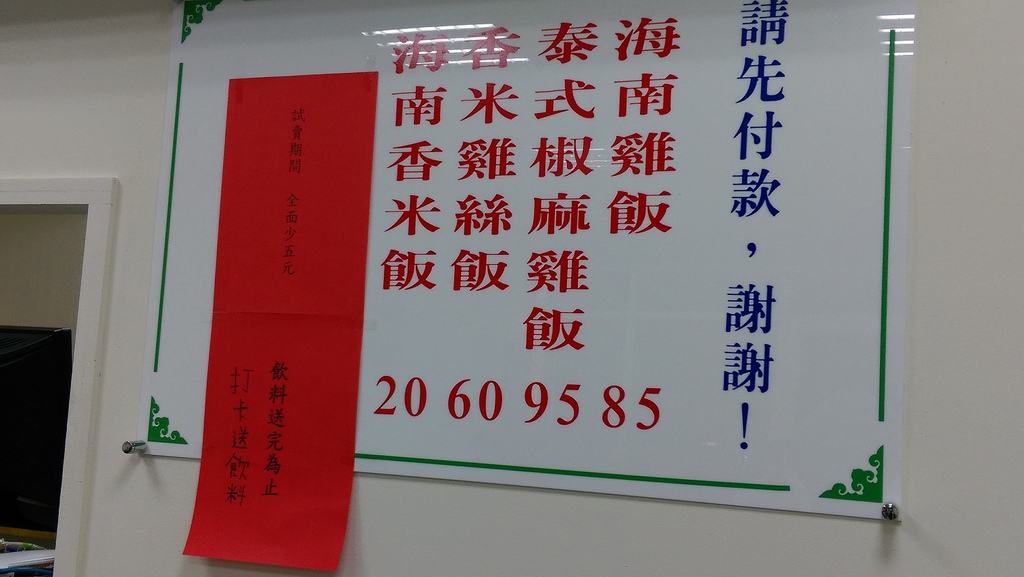 請先付款，謝謝！
海南雞飯 85
泰式椒麻雞飯 95
香米雞絲飯 60
海南香米飯 20
試賣期間 全面少五元
飲料送完為止
打卡送飲料